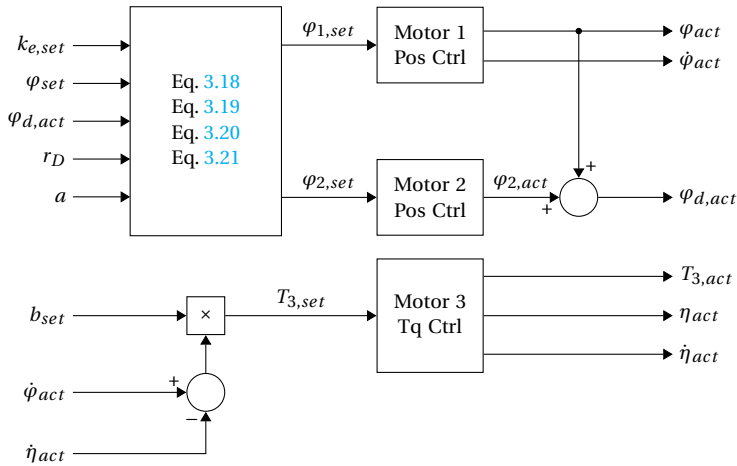 k_{e,set}
φ_{set}
φ_{d,act}
r_D
a
Eq. 3.18
Eq. 3.19
Eq. 3.20
Eq. 3.21
φ_{1,set}
Motor 1
Pos Ctrl
φ_{act}
φ̇_{act}
φ_{2,set}
Motor 2
Pos Ctrl
φ_{2,act}
+
+
φ_{d,act}
b_{set}
×
T_{3,set}
Motor 3
Tq Ctrl
T_{3,act}
η_{act}
η̇_{act}
φ̇_{act}
+
−
η̇_{act}